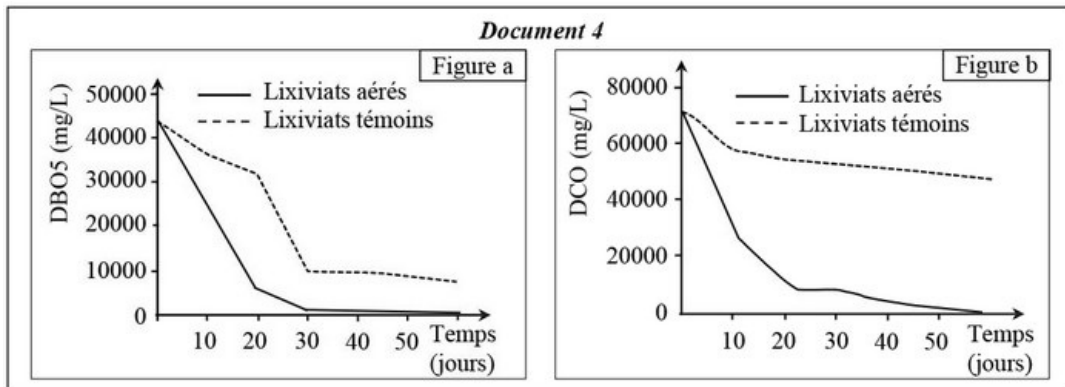 Document 4
Figure a
DBO5 (mg/L)
50000
40000
30000
20000
10000
0
Lixiviats aérés
Lixiviats témoins
10 20 30 40 50 Temps
(jours)
Figure b
DCO (mg/L)
80000
60000
40000
20000
0
Lixiviats aérés
Lixiviats témoins
10 20 30 40 50 Temps
(jours)